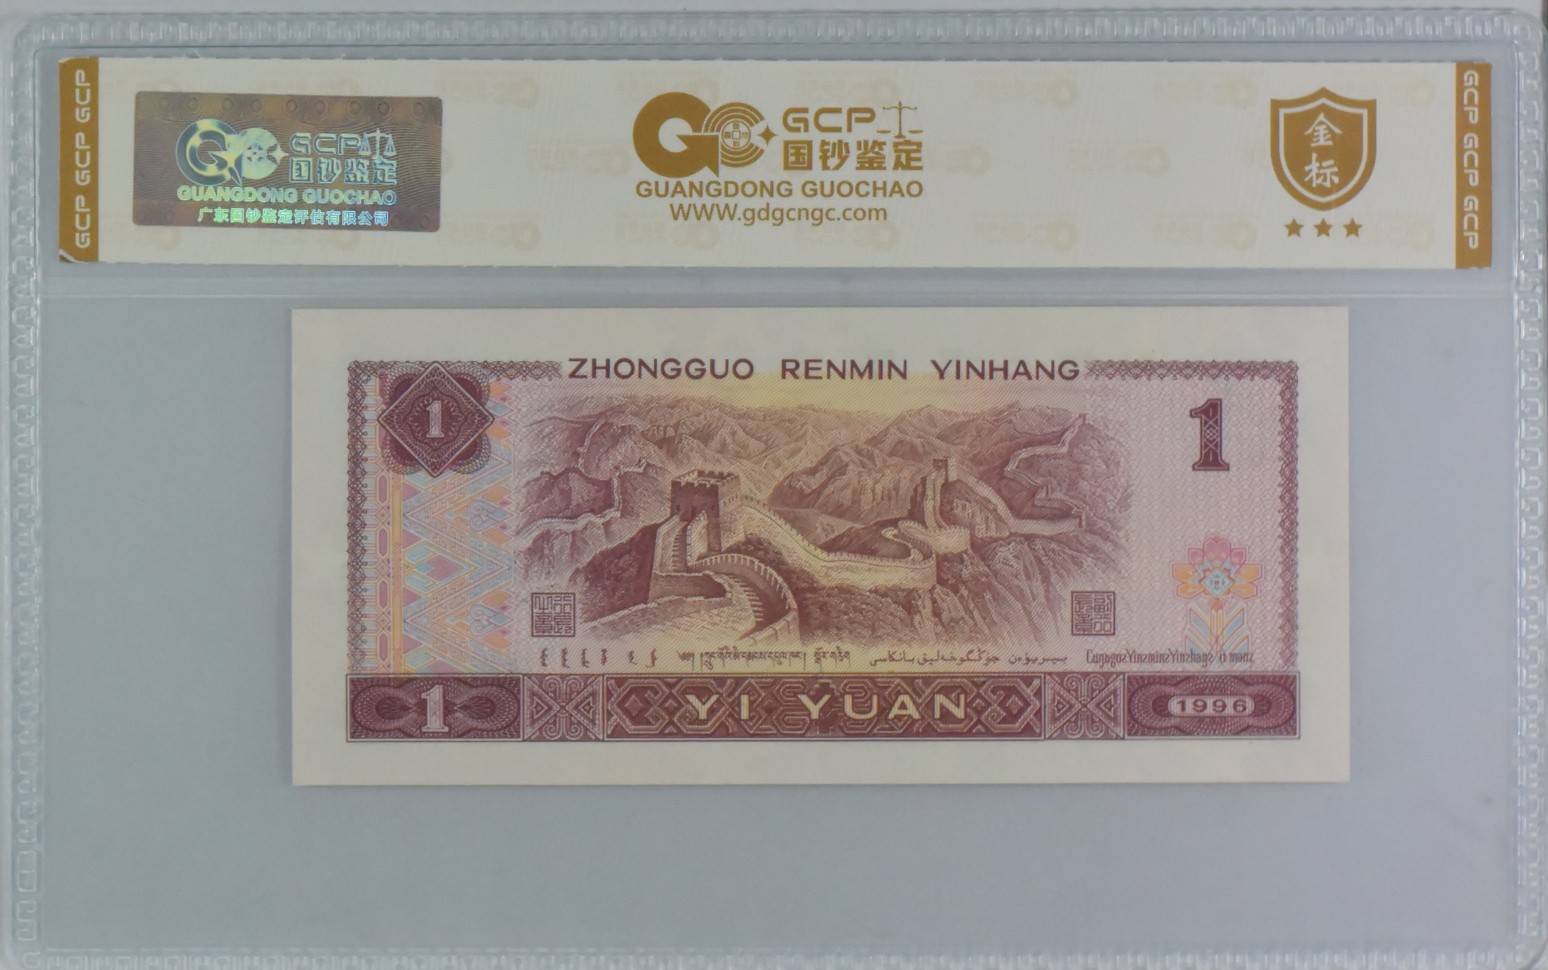 GCP GCP GCP
GCP
国钞鉴定
GUANGDONG GUOCHAO
广东国钞鉴定评估有限公司
GCP
国钞鉴定
GUANGDONG GUOCHAO
WWW.gdgcngc.com
金标
GCP GCP GCP
ZHONGGUO RENMIN YINHANG
1
1
1
YI YUAN
1996